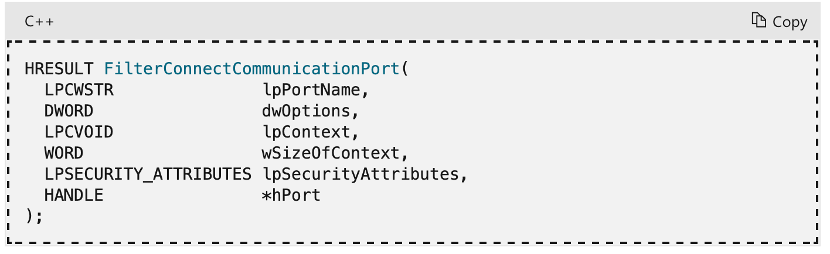 C++
Copy
HRESULT FilterConnectCommunicationPort(
  LPCWSTR               lpPortName,
  DWORD                 dwOptions,
  LPCVOID               lpContext,
  WORD                  wSizeOfContext,
  LPSECURITY_ATTRIBUTES lpSecurityAttributes,
  HANDLE                *hPort
);